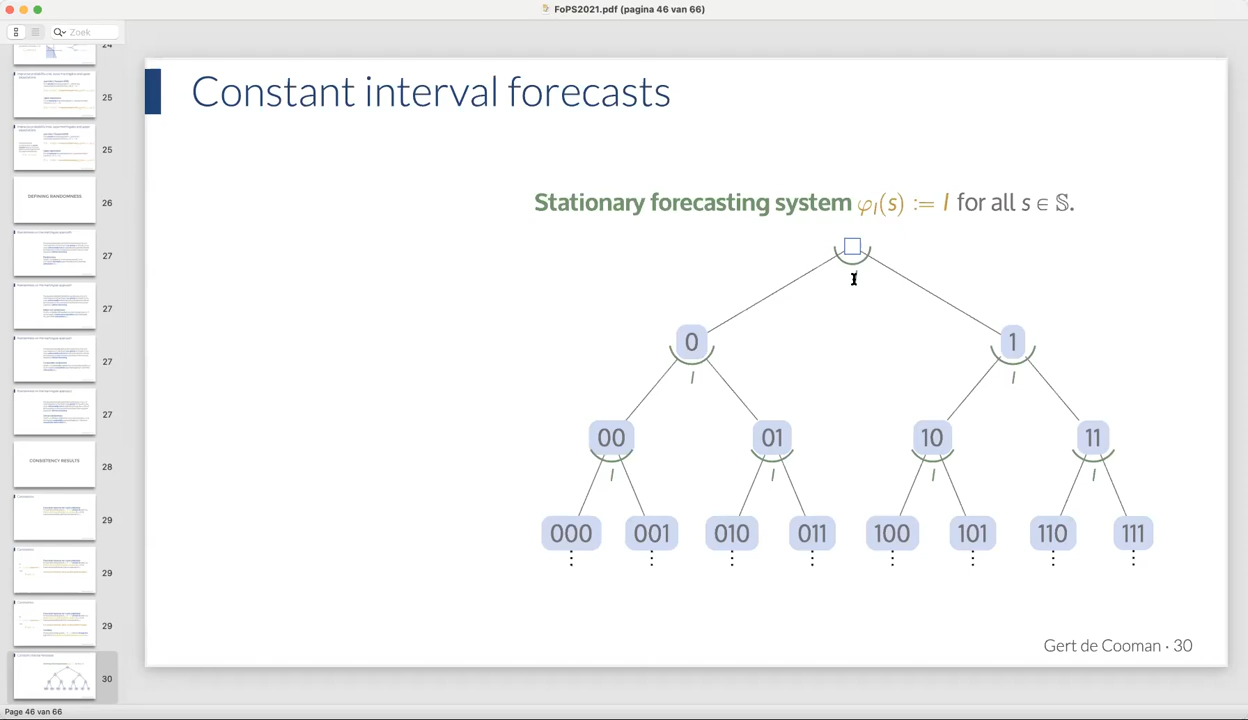 FoPS2021.pdf (pagina 46 van 66)
Zoek
24
25
25
DEFINING RANDOMNESS
26
27
27
27
27
CONSISTENCY RESULTS
28
29
29
29
30
Constant interval forecasts
Stationary forecasting system φ_I(s) := I for all s ∈ 𝕊.
0 1
I I
00 01 10 11
I I I I
000 001 010 011 100 101 110 111
Gert de Cooman · 30
Page 46 van 66